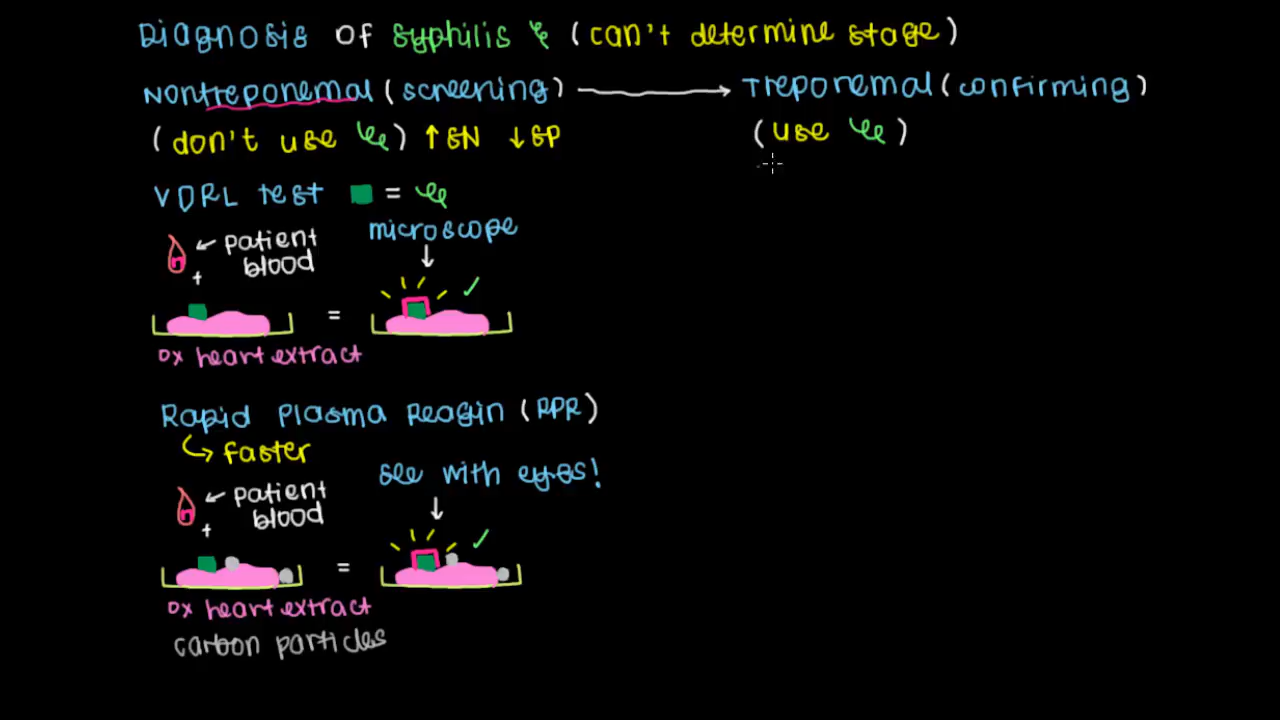 Diagnosis of syphilis (can't determine stage)
Nontreponemal (screening) → Treponemal (confirming)
(don't use ) ↑SN ↓SP
(use )
VDRL test =
microscope
patient
blood
+
=
ox heart extract
Rapid Plasma Reagin (RPR)
faster
see with eyes!
patient
blood
+
=
ox heart extract
carbon particles